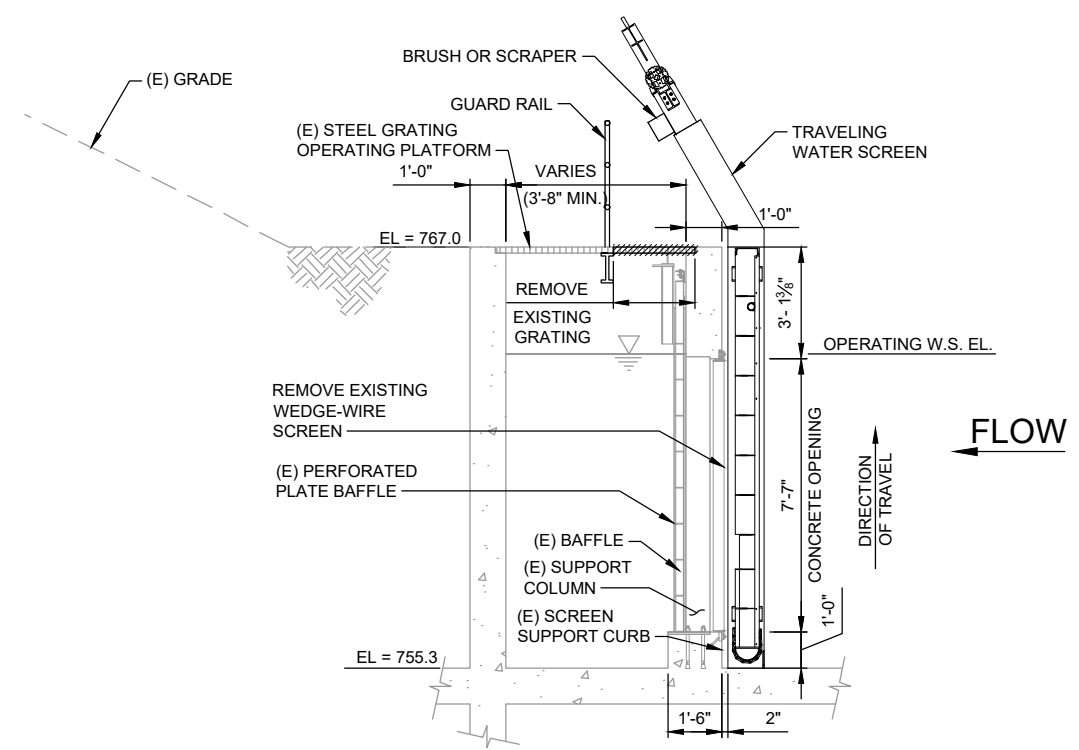 BRUSH OR SCRAPER
(E) GRADE
GUARD RAIL
(E) STEEL GRATING
OPERATING PLATFORM
TRAVELING
WATER SCREEN
1'-0"
VARIES
(3'-8" MIN.)
1'-0"
EL = 767.0
REMOVE
EXISTING
GRATING
3'- 1⅜"
OPERATING W.S. EL.
REMOVE EXISTING
WEDGE-WIRE
SCREEN
FLOW
(E) PERFORATED
PLATE BAFFLE
7'-7"
CONCRETE OPENING
DIRECTION
OF TRAVEL
(E) BAFFLE
(E) SUPPORT
COLUMN
(E) SCREEN
SUPPORT CURB
1'-0"
EL = 755.3
1'-6"
2"